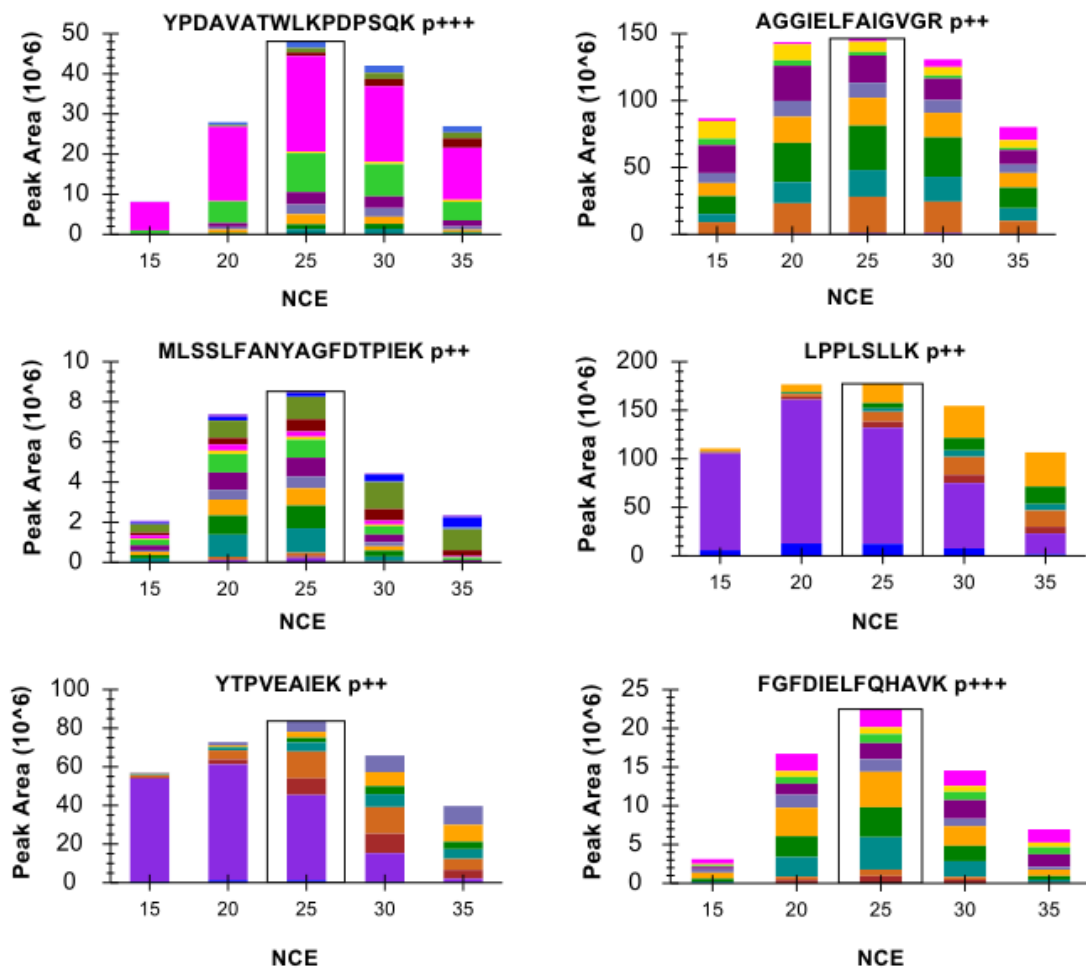 YPDAVATWLKPDPSQK p+++
Peak Area (10^6)
50
40
30
20
10
0
15 20 25 30 35
NCE
AGGIELFAIGVGR p++
Peak Area (10^6)
150
100
50
0
15 20 25 30 35
NCE
MLSSLFANYAGFDTPIEK p++
Peak Area (10^6)
10
8
6
4
2
0
15 20 25 30 35
NCE
LPPLSLLK p++
Peak Area (10^6)
200
150
100
50
0
15 20 25 30 35
NCE
YTPVEAIEK p++
Peak Area (10^6)
100
80
60
40
20
0
15 20 25 30 35
NCE
FGFDIELFQHAVK p+++
Peak Area (10^6)
25
20
15
10
5
0
15 20 25 30 35
NCE